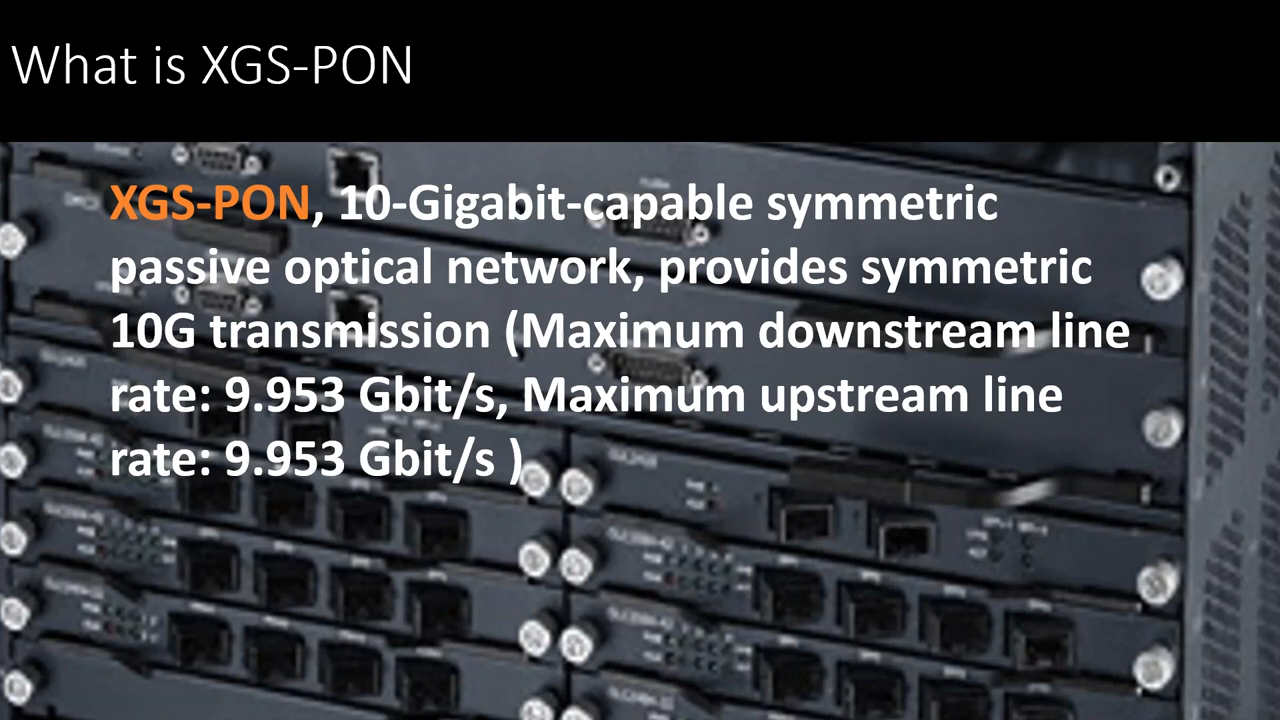 What is XGS-PON
XGS-PON, 10-Gigabit-capable symmetric
passive optical network, provides symmetric
10G transmission (Maximum downstream line
rate: 9.953 Gbit/s, Maximum upstream line
rate: 9.953 Gbit/s )